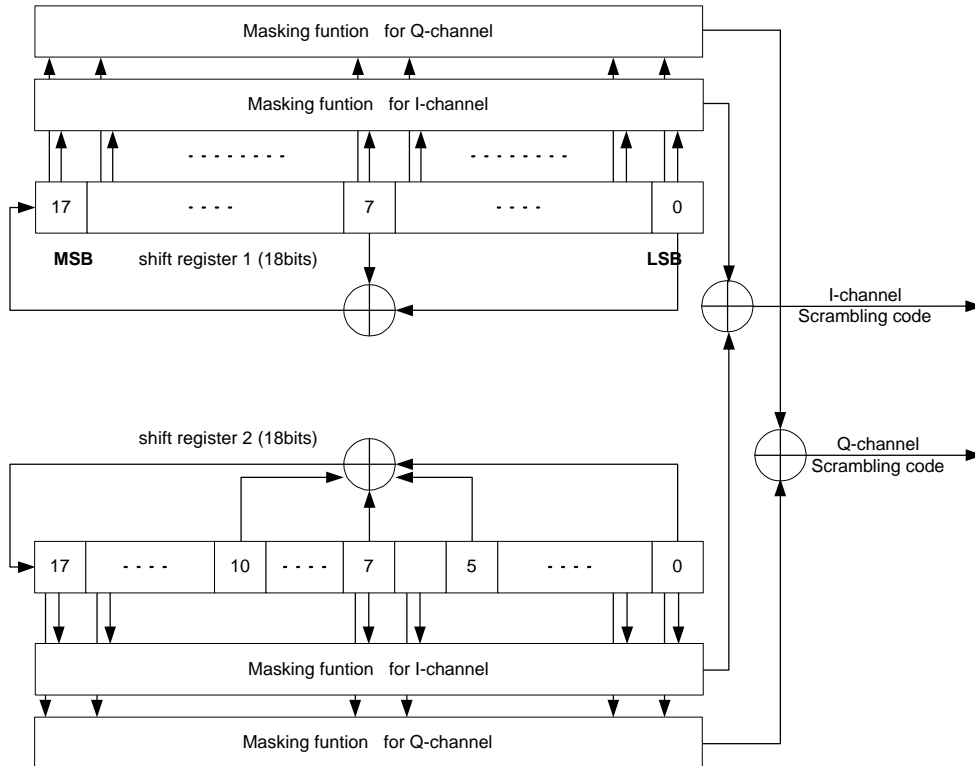 Masking funtion for Q-channel
Masking funtion for I-channel
- - - - - - - - - - - - - - - -
17 - - - - 7 - - - - 0
MSB shift register 1 (18bits) LSB
I-channel
Scrambling code
shift register 2 (18bits)
Q-channel
Scrambling code
17 - - - - 10 - - - - 7 5 - - - - 0
Masking funtion for I-channel
Masking funtion for Q-channel